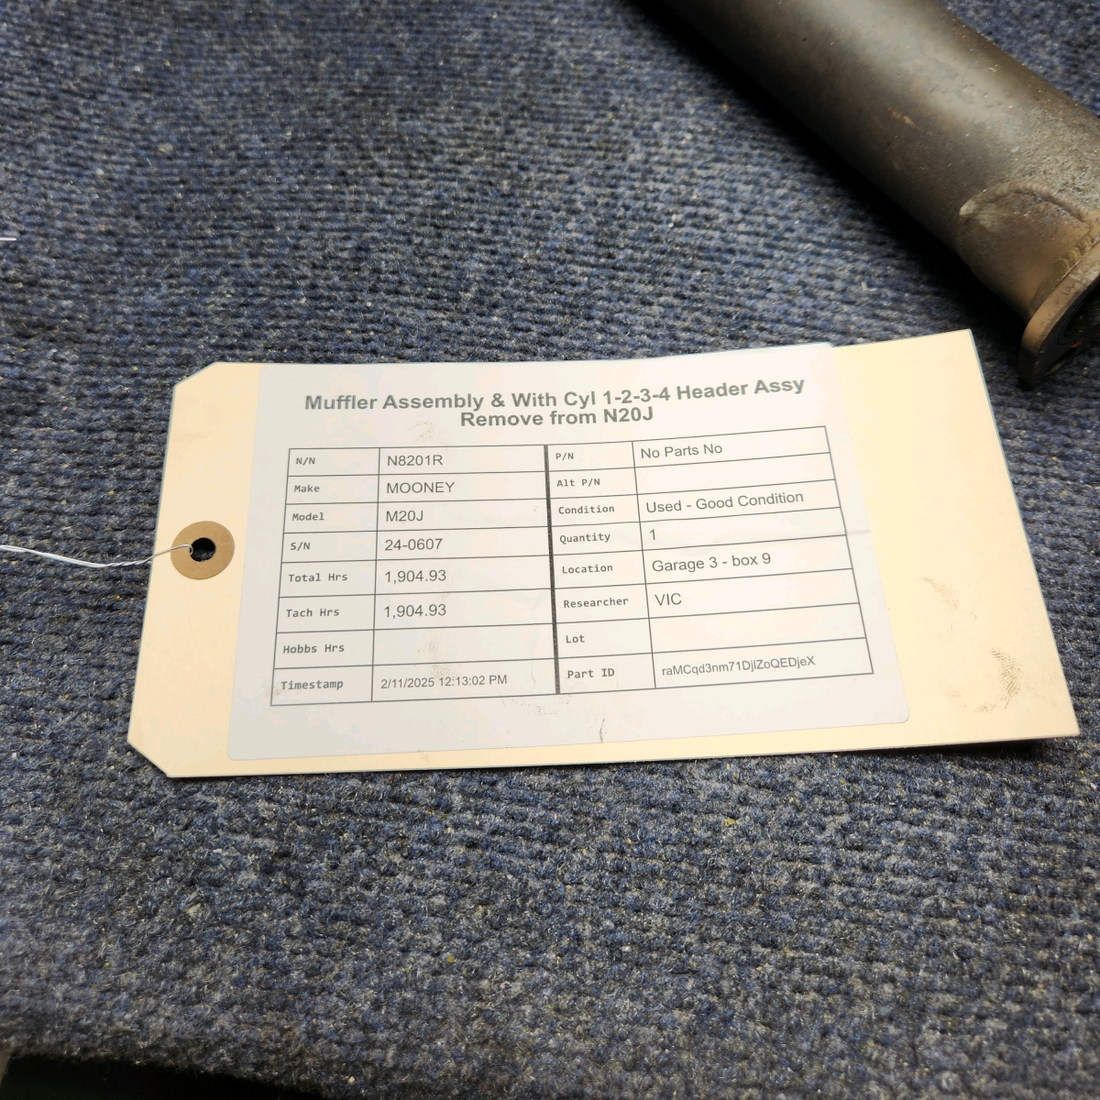 Muffler Assembly & With Cyl 1-2-3-4 Header Assy
Remove from N20J
N/N N8201R P/N No Parts No
Make MOONEY Alt P/N
Model M20J Condition Used - Good Condition
S/N 24-0607 Quantity 1
Total Hrs 1,904.93 Location Garage 3 - box 9
Tach Hrs 1,904.93 Researcher VIC
Hobbs Hrs Lot
Timestamp 2/11/2025 12:13:02 PM Part ID raMCqd3nm71DjlZoQEDjeX